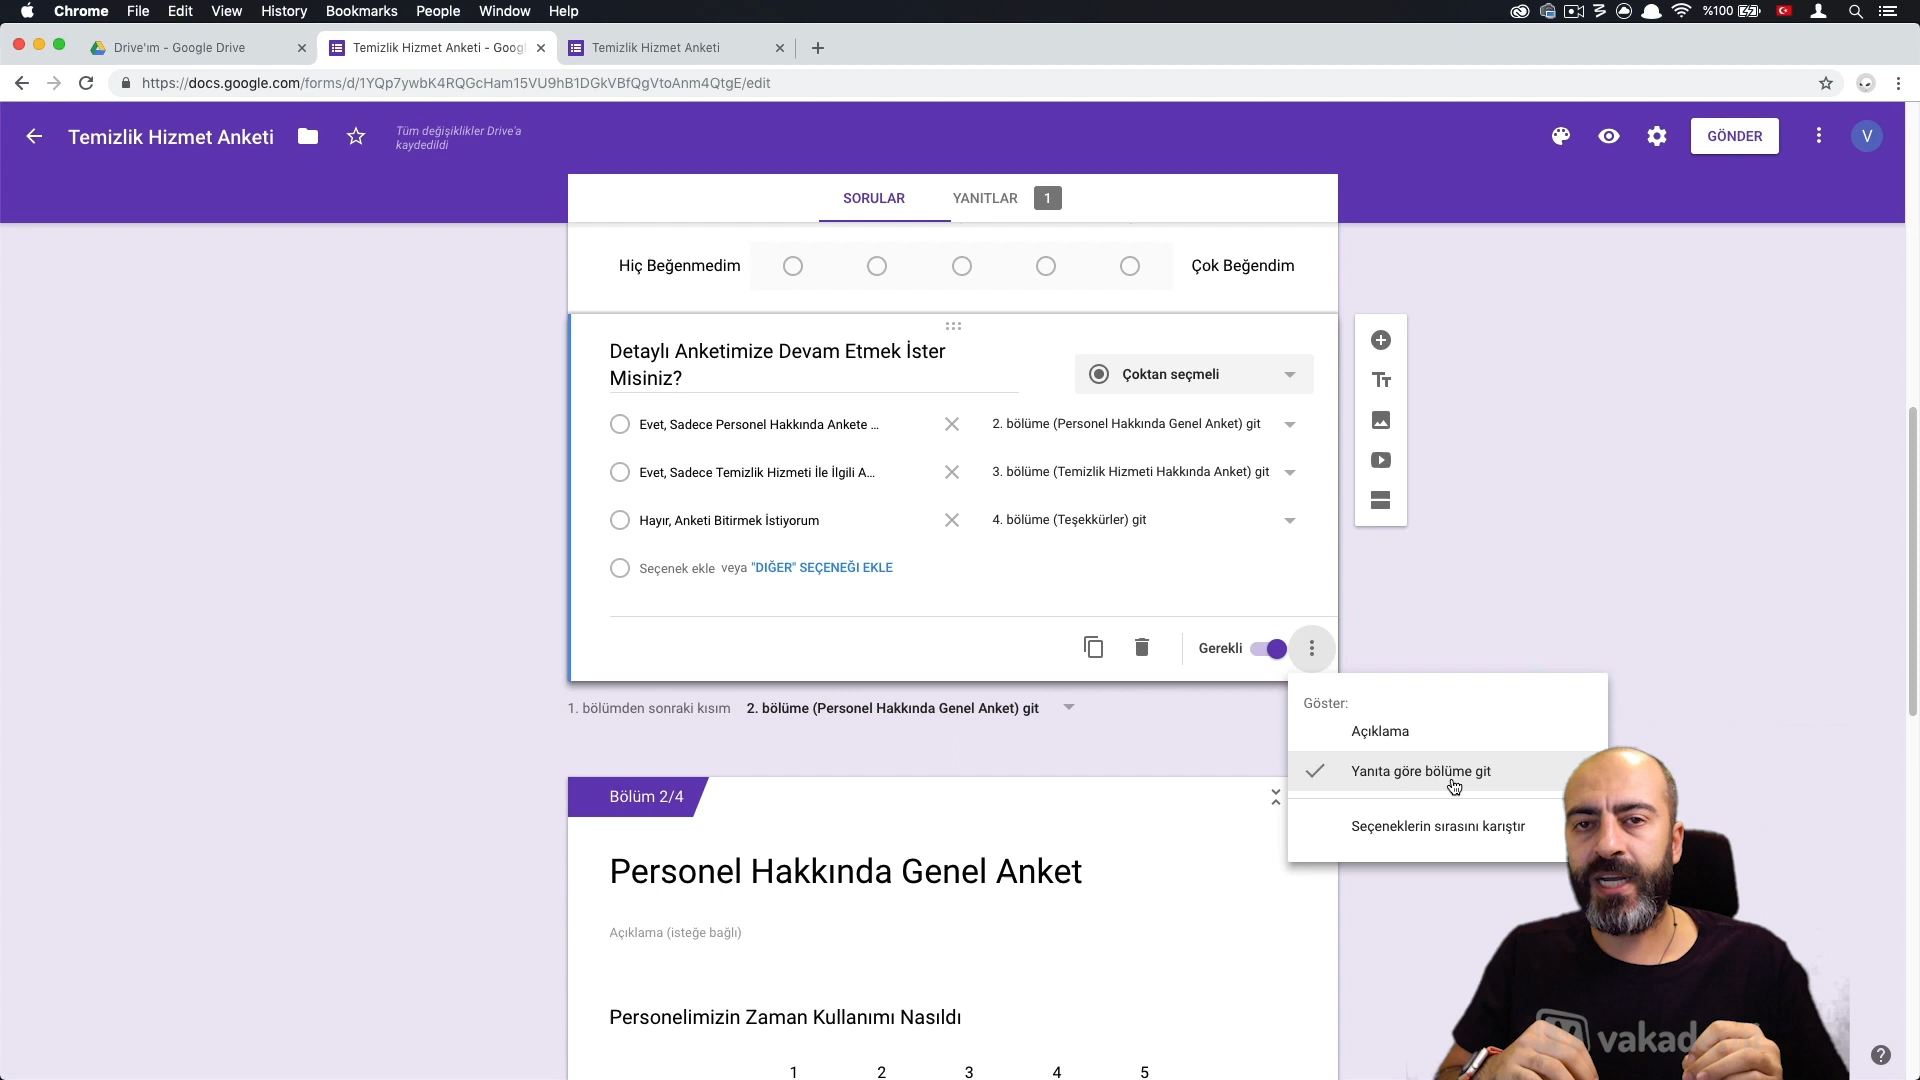 Chrome File Edit View History Bookmarks People Window Help %100
Drive'ım - Google Drive
Temizlik Hizmet Anketi - Googl
Temizlik Hizmet Anketi
https://docs.google.com/forms/d/1YQp7ywbK4RQGcHam15VU9hB1DGkVBfQgVtoAnm4QtgE/edit
Temizlik Hizmet Anketi
Tüm değişiklikler Drive'a
kaydedildi
GÖNDER
V
SORULAR
YANITLAR 1
Hiç Beğenmedim
Çok Beğendim
Detaylı Anketimize Devam Etmek İster
Misiniz?
Çoktan seçmeli
Evet, Sadece Personel Hakkında Ankete ...
2. bölüme (Personel Hakkında Genel Anket) git
Evet, Sadece Temizlik Hizmeti İle İlgili A...
3. bölüme (Temizlik Hizmeti Hakkında Anket) git
Hayır, Anketi Bitirmek İstiyorum
4. bölüme (Teşekkürler) git
Seçenek ekle veya "DİĞER" SEÇENEĞİ EKLE
Gerekli
1. bölümden sonraki kısım 2. bölüme (Personel Hakkında Genel Anket) git
Göster:
Açıklama
Yanıta göre bölüme git
Seçeneklerin sırasını karıştır
Bölüm 2/4
Personel Hakkında Genel Anket
Açıklama (isteğe bağlı)
Personelimizin Zaman Kullanımı Nasıldı
1 2 3 4 5